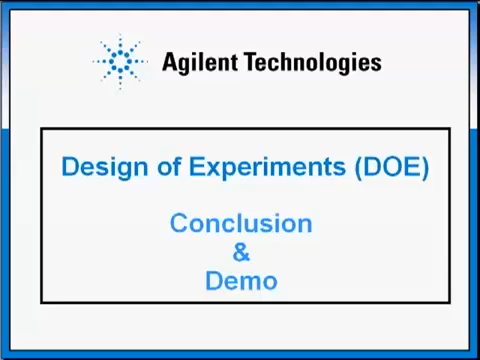 Agilent Technologies
Design of Experiments (DOE)
Conclusion
&
Demo